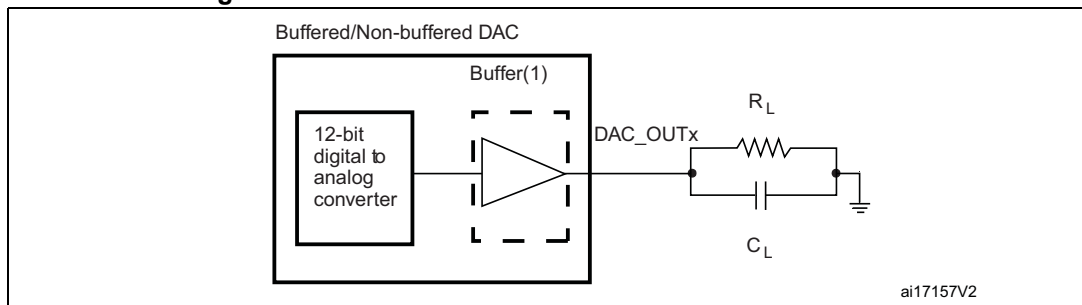 Buffered/Non-buffered DAC
Buffer(1)
12-bit
digital to
analog
converter
DAC_OUTx
RL
CL
ai17157V2